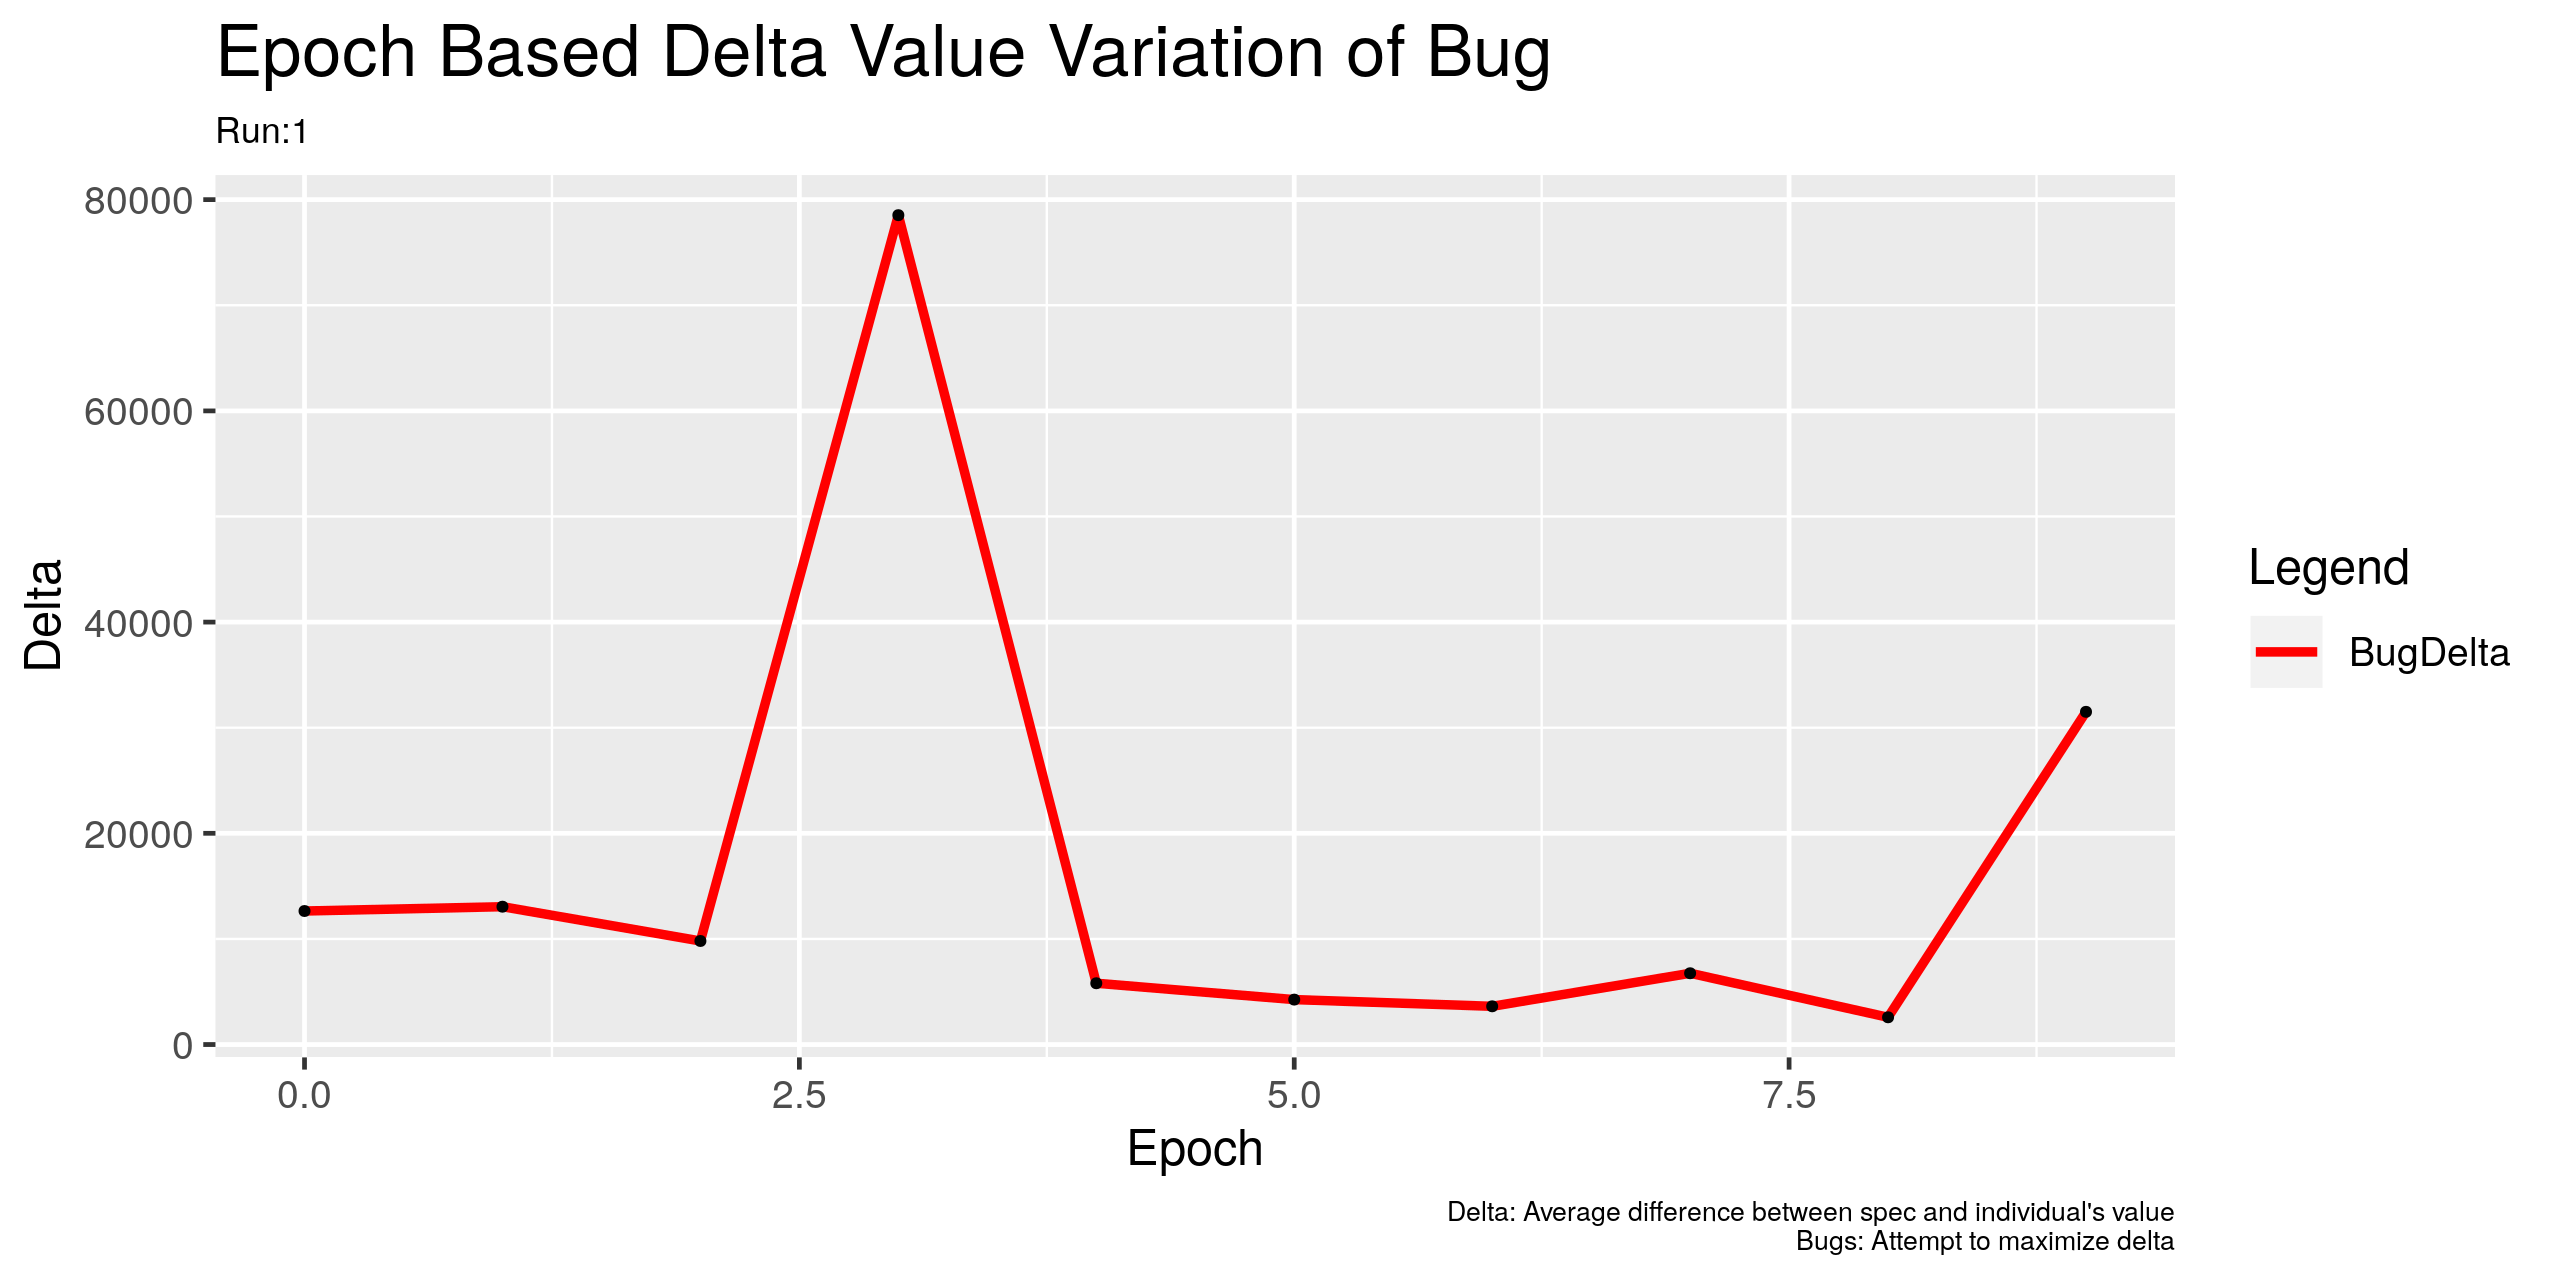 Epoch Based Delta Value Variation of Bug
Run:1
80000
60000
40000
20000
0
Delta
0.0 2.5 5.0 7.5
Epoch
Legend
BugDelta
Delta: Average difference between spec and individual's value
Bugs: Attempt to maximize delta